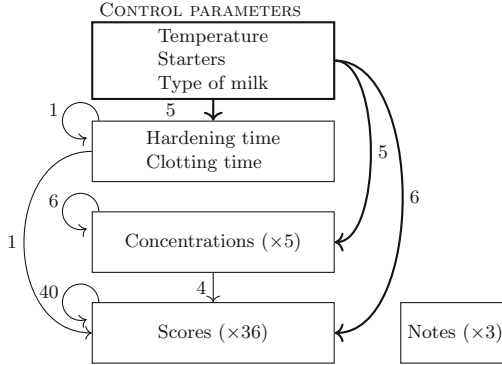 CONTROL PARAMETERS
Temperature
Starters
Type of milk
1
5
Hardening time
Clotting time
5
6
6
1
Concentrations (×5)
4
40
Scores (×36)
Notes (×3)